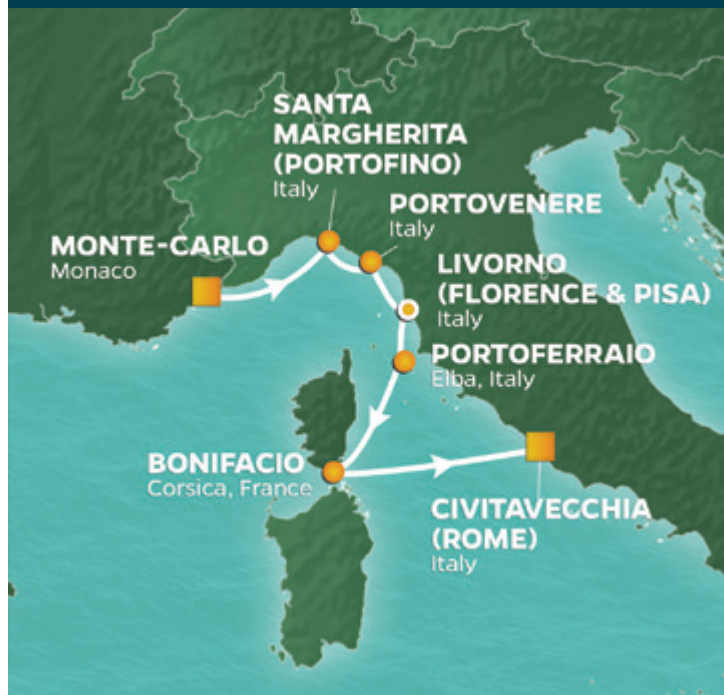 SANTA
MARGHERITA
(PORTOFINO)
Italy
PORTOVENERE
Italy
MONTE-CARLO
Monaco
LIVORNO
(FLORENCE & PISA)
Italy
PORTOFERRAIO
Elba, Italy
BONIFACIO
Corsica, France
CIVITAVECCHIA
(ROME)
Italy